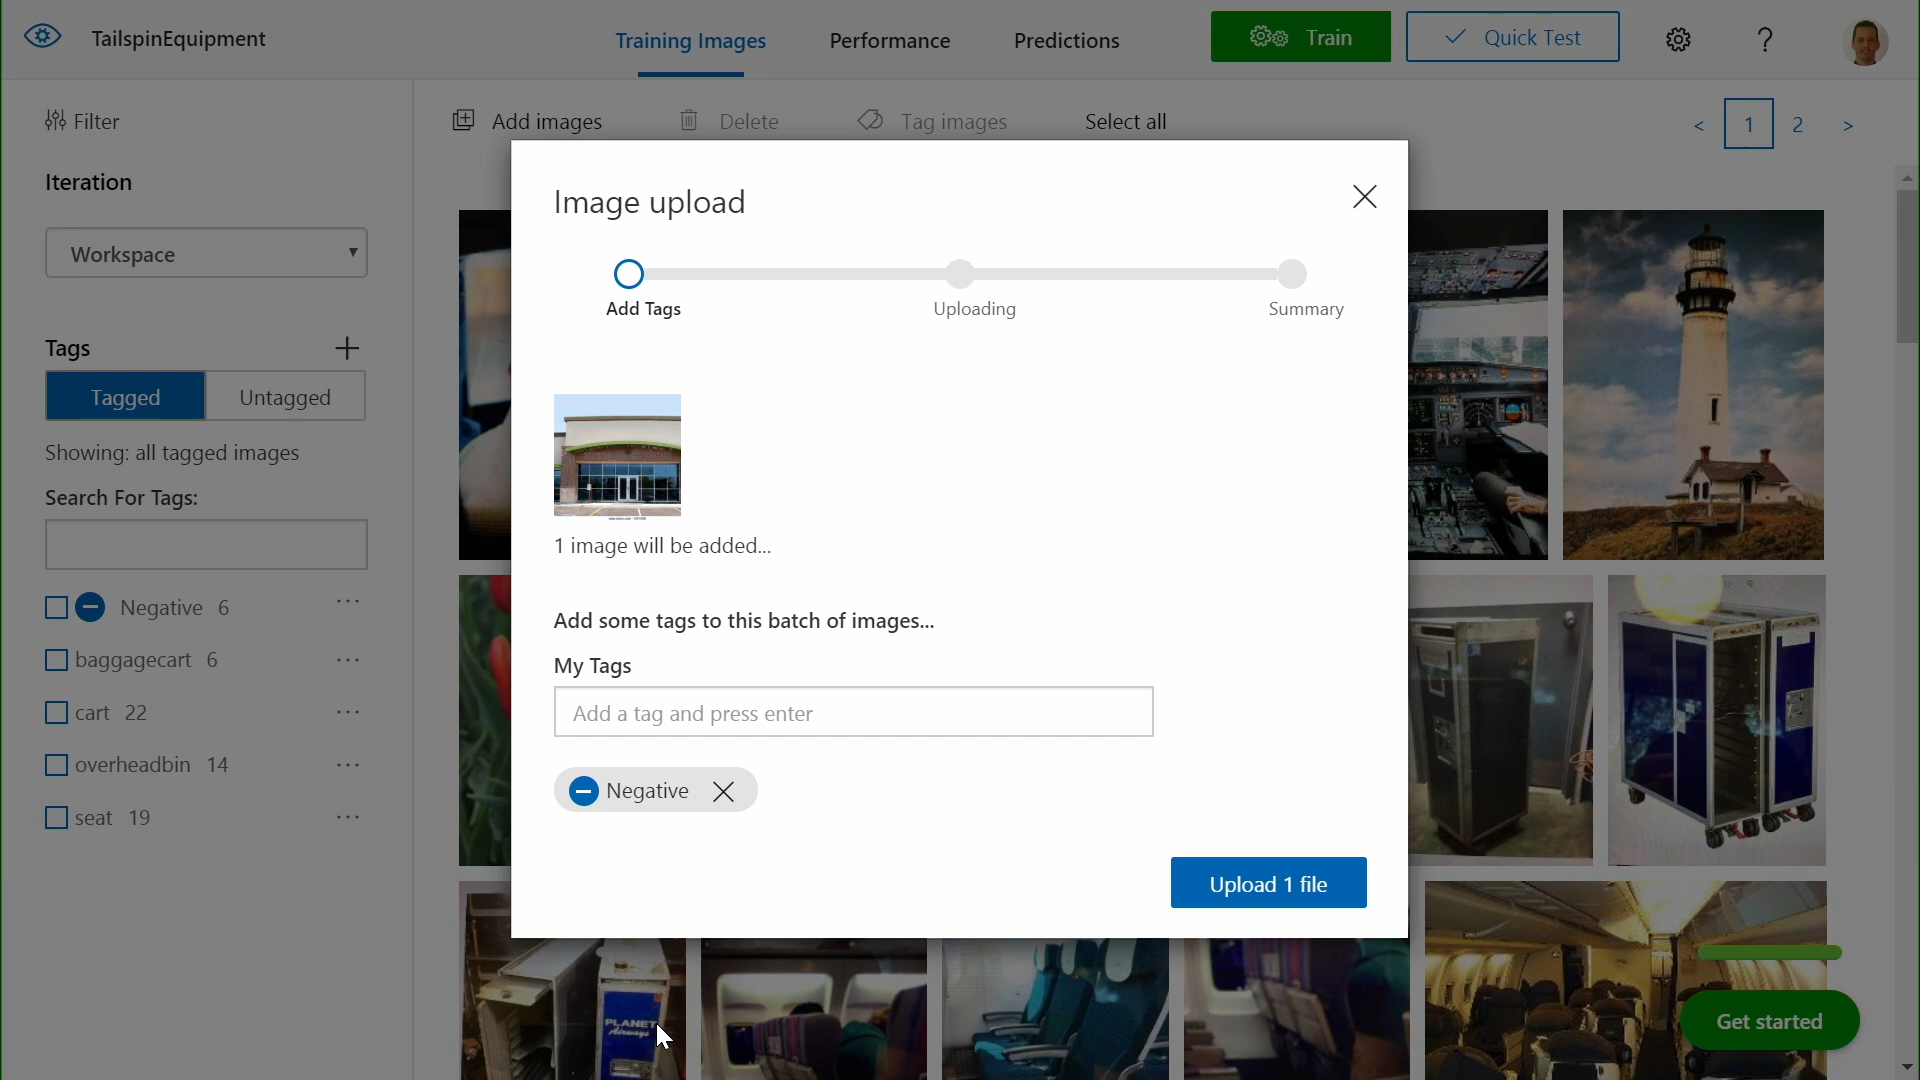 TailspinEquipment
Training Images
Performance
Predictions
Train
Quick Test
?
Filter
Add images
Delete
Tag images
Select all
< 1 2 >
Iteration
Workspace
Image upload
Add Tags
Uploading
Summary
Tags
Tagged
Untagged
Showing: all tagged images
Search For Tags:
1 image will be added...
Negative 6 ...
baggagecart 6 ...
cart 22 ...
overheadbin 14 ...
seat 19 ...
Add some tags to this batch of images...
My Tags
Add a tag and press enter
Negative
Upload 1 file
PLANET
Airways
Get started